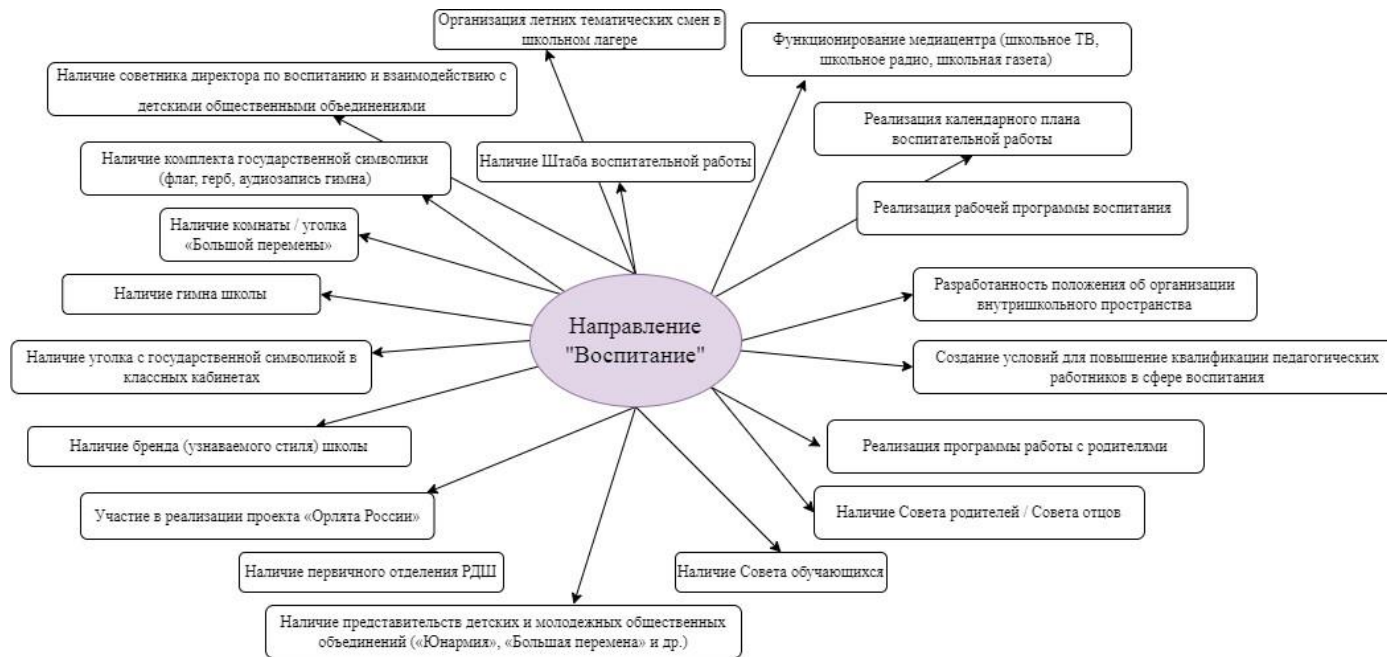 Организация летних тематических смен в
школьном лагере
Функционирование медиацентра (школьное ТВ,
школьное радио, школьная газета)
Наличие советника директора по воспитанию и взаимодействию с
детскими общественными объединениями
Реализация календарного плана
воспитательной работы
Наличие комплекта государственной символики
(флаг, герб, аудиозапись гимна)
Наличие Штаба воспитательной работы
Реализация рабочей программы воспитания
Наличие комнаты / уголка
«Большой перемены»
Наличие гимна школы
Разработанность положения об организации
внутришкольного пространства
Направление
"Воспитание"
Наличие уголка с государственной символикой в
классных кабинетах
Создание условий для повышение квалификации педагогических
работников в сфере воспитания
Наличие бренда (узнаваемого стиля) школы
Реализация программы работы с родителями
Участие в реализации проекта «Орлята России»
Наличие Совета родителей / Совета отцов
Наличие первичного отделения РДШ
Наличие Совета обучающихся
Наличие представительств детских и молодежных общественных
объединений («Юнармия», «Большая перемена» и др.)